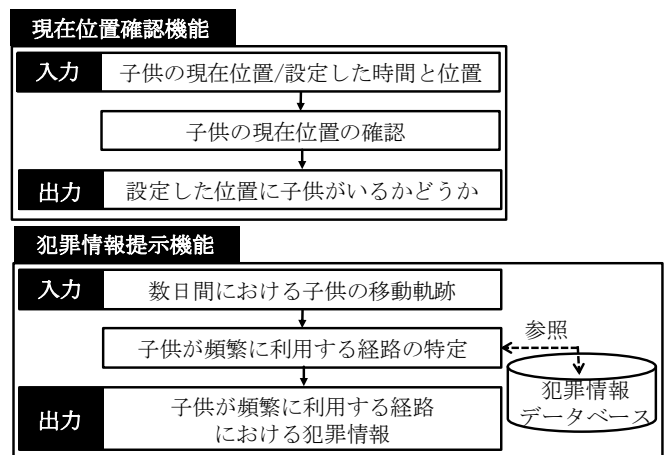 現在位置確認機能
入力 子供の現在位置/設定した時間と位置
子供の現在位置の確認
出力 設定した位置に子供がいるかどうか
犯罪情報提示機能
入力 数日間における子供の移動軌跡
子供が頻繁に利用する経路の特定
参照
犯罪情報
データベース
出力 子供が頻繁に利用する経路
における犯罪情報